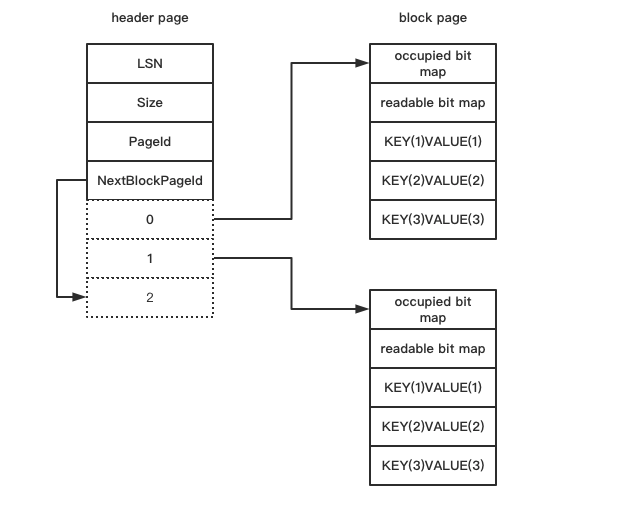 header page
block page
LSN
Size
PageId
NextBlockPageId
0
1
2
occupied bit
map
readable bit map
KEY(1)VALUE(1)
KEY(2)VALUE(2)
KEY(3)VALUE(3)
occupied bit
map
readable bit map
KEY(1)VALUE(1)
KEY(2)VALUE(2)
KEY(3)VALUE(3)